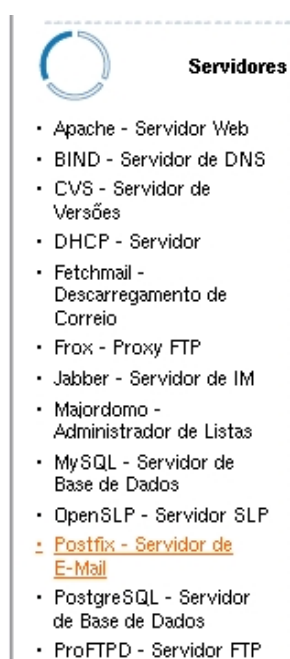 Servidores
· Apache - Servidor Web
· BIND - Servidor de DNS
· CVS - Servidor de
Versões
· DHCP - Servidor
· Fetchmail -
Descarregamento de
Correio
· Frox - Proxy FTP
· Jabber - Servidor de IM
· Majordomo -
Administrador de Listas
· MySQL - Servidor de
Base de Dados
· OpenSLP - Servidor SLP
· Postfix - Servidor de
E-Mail
· PostgreSQL - Servidor
de Base de Dados
· ProFTPD - Servidor FTP